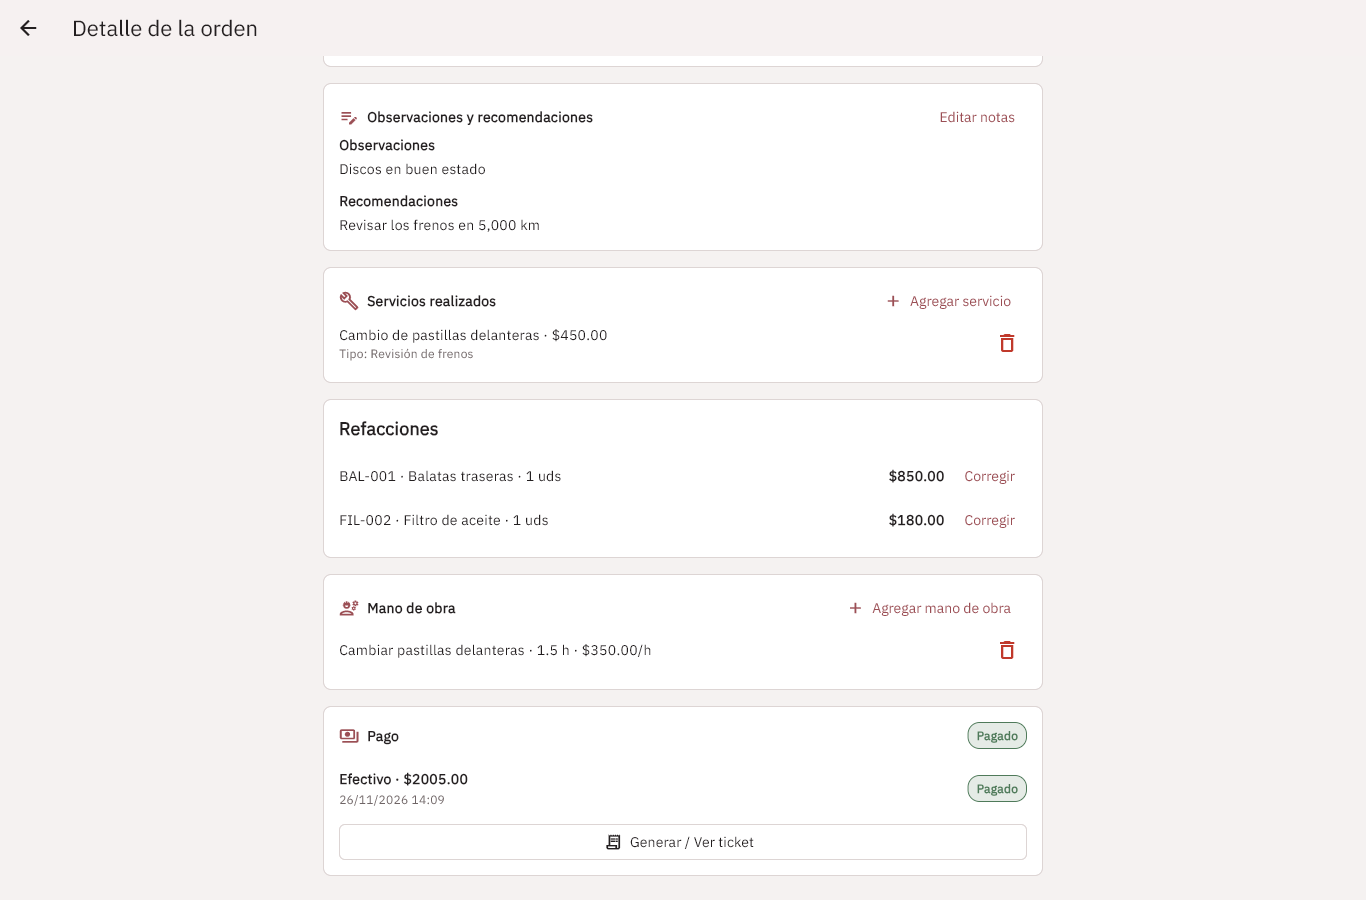 Detalle de la orden
Observaciones y recomendaciones
Editar notas
Observaciones
Discos en buen estado
Recomendaciones
Revisar los frenos en 5,000 km
Servicios realizados
Agregar servicio
Cambio de pastillas delanteras · $450.00
Tipo: Revisión de frenos
Refacciones
BAL-001 · Balatas traseras · 1 uds
$850.00
Corregir
FIL-002 · Filtro de aceite · 1 uds
$180.00
Corregir
Mano de obra
Agregar mano de obra
Cambiar pastillas delanteras · 1.5 h · $350.00/h
Pago
Pagado
Efectivo · $2005.00
Pagado
26/11/2026 14:09
Generar / Ver ticket